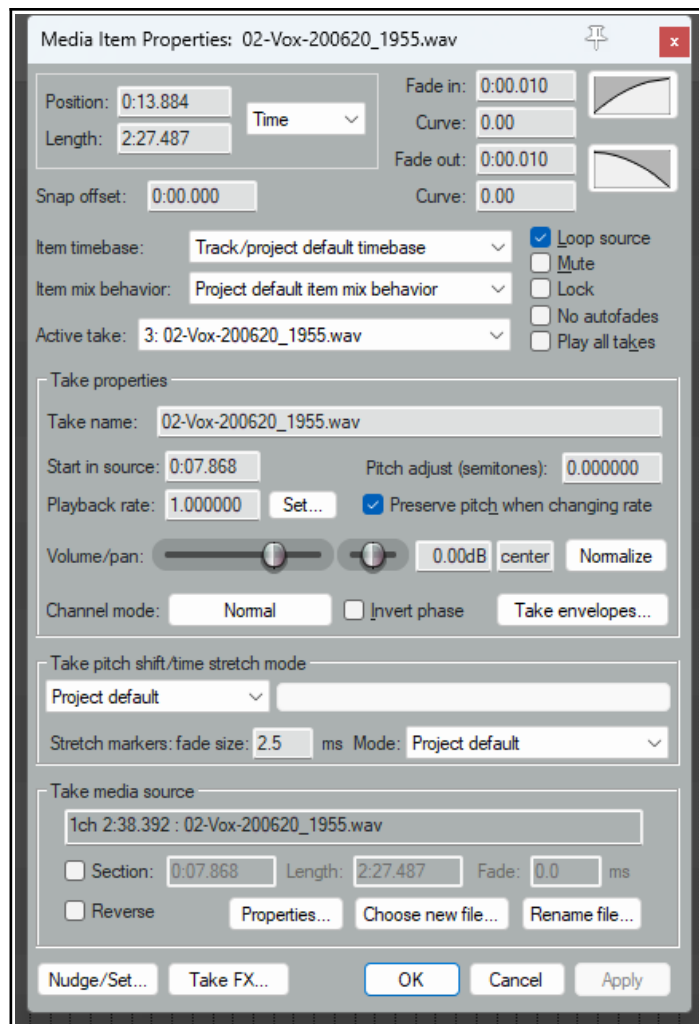 Media Item Properties: 02-Vox-200620_1955.wav
x
Position: 0:13.884
Length: 2:27.487
Time
Fade in: 0:00.010
Curve: 0.00
Fade out: 0:00.010
Curve: 0.00
Snap offset: 0:00.000
Item timebase: Track/project default timebase
Item mix behavior: Project default item mix behavior
Active take: 3: 02-Vox-200620_1955.wav
Loop source
Mute
Lock
No autofades
Play all takes
Take properties
Take name: 02-Vox-200620_1955.wav
Start in source: 0:07.868 Pitch adjust (semitones): 0.000000
Playback rate: 1.000000 Set... Preserve pitch when changing rate
Volume/pan: 0.00dB center Normalize
Channel mode: Normal Invert phase Take envelopes...
Take pitch shift/time stretch mode
Project default
Stretch markers: fade size: 2.5 ms Mode: Project default
Take media source
1ch 2:38.392 : 02-Vox-200620_1955.wav
Section: 0:07.868 Length: 2:27.487 Fade: 0.0 ms
Reverse Properties... Choose new file... Rename file...
Nudge/Set... Take FX... OK Cancel Apply